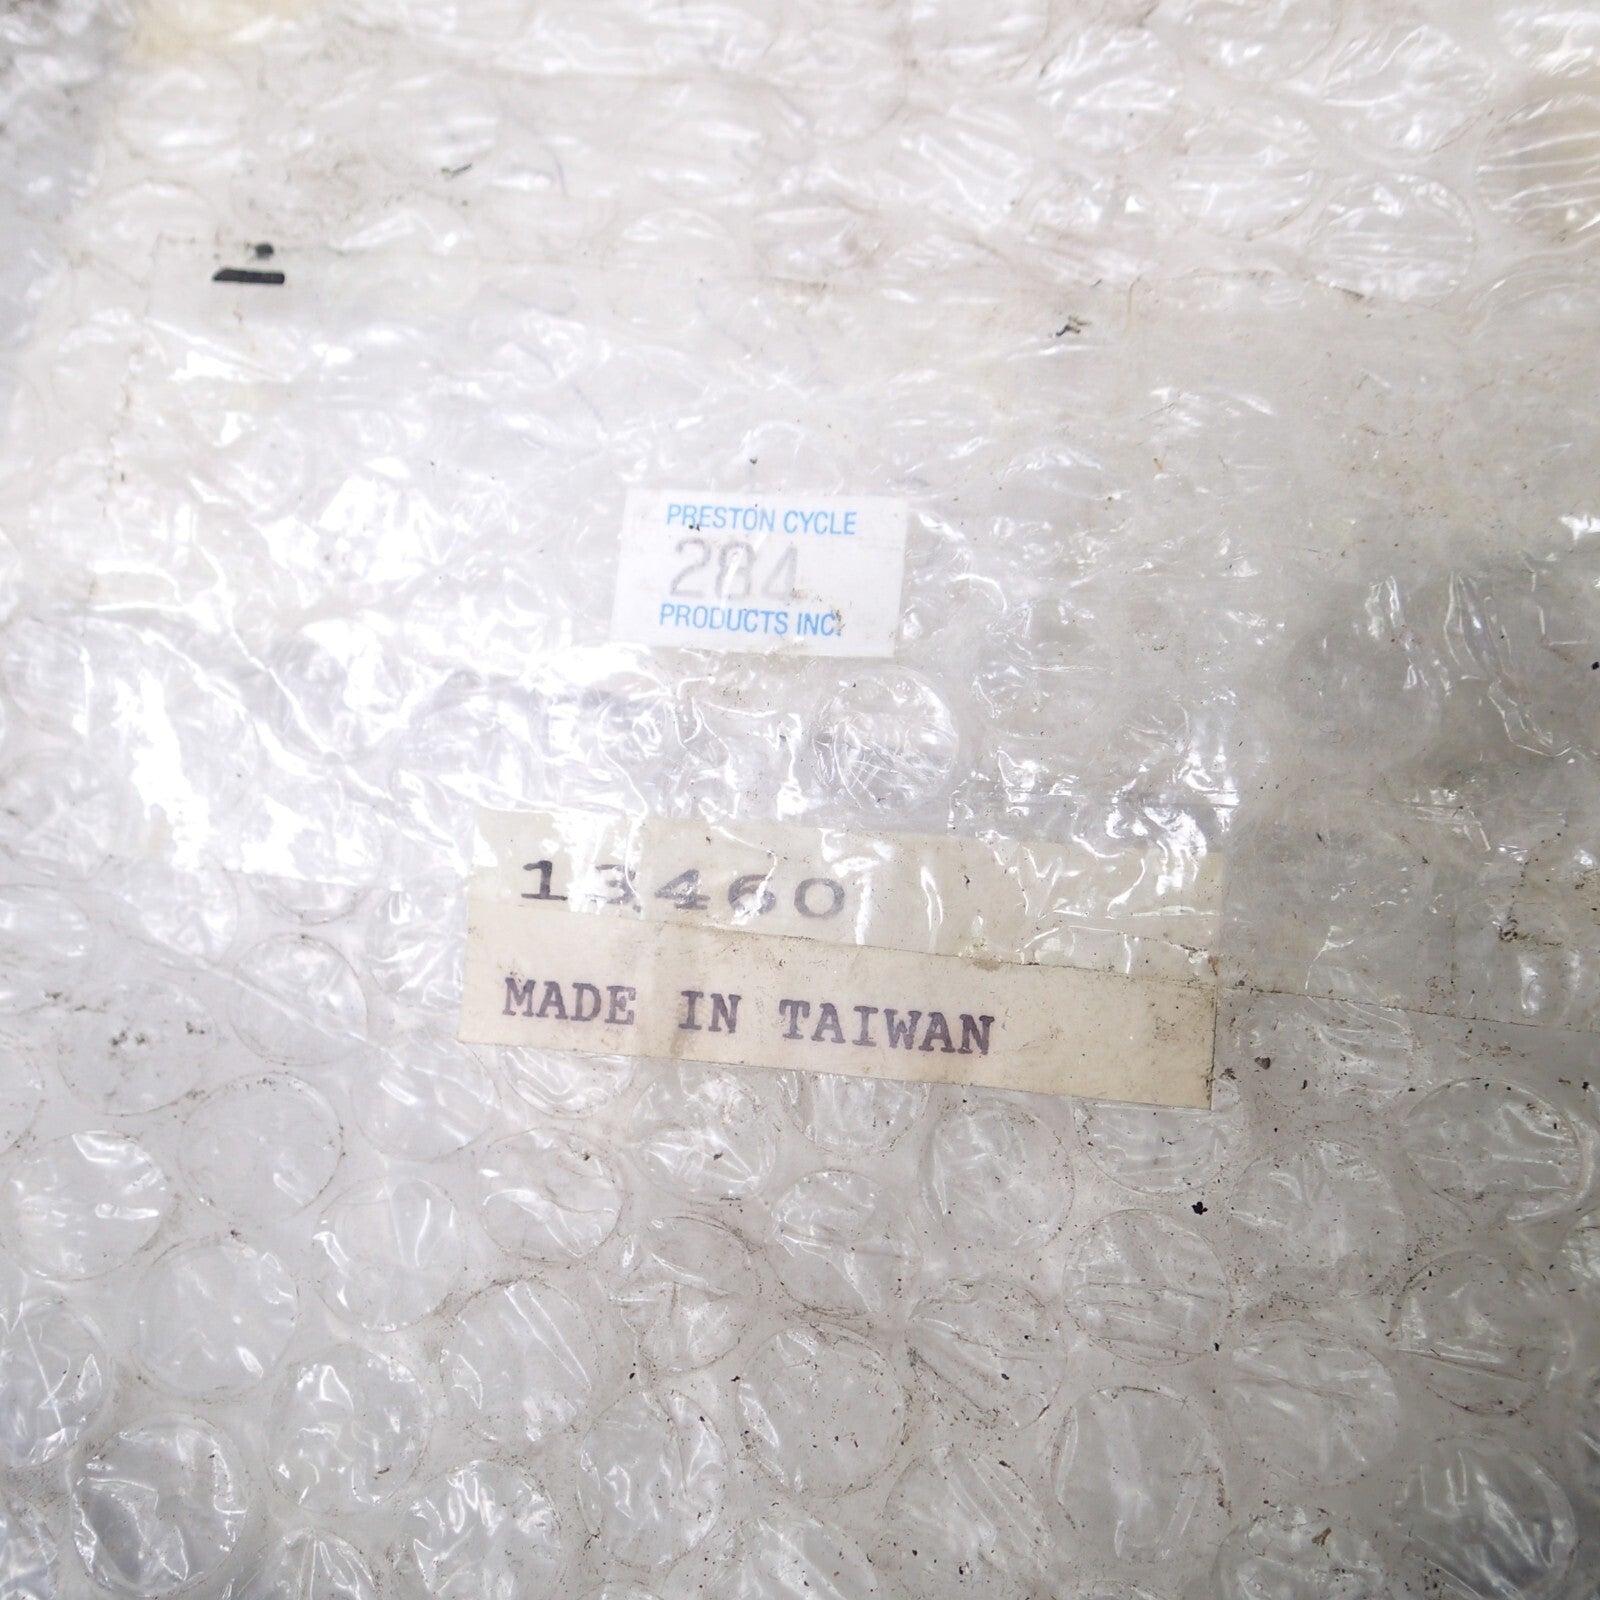 PRESTON CYCLE
284
PRODUCTS INC.
13460
MADE IN TAIWAN